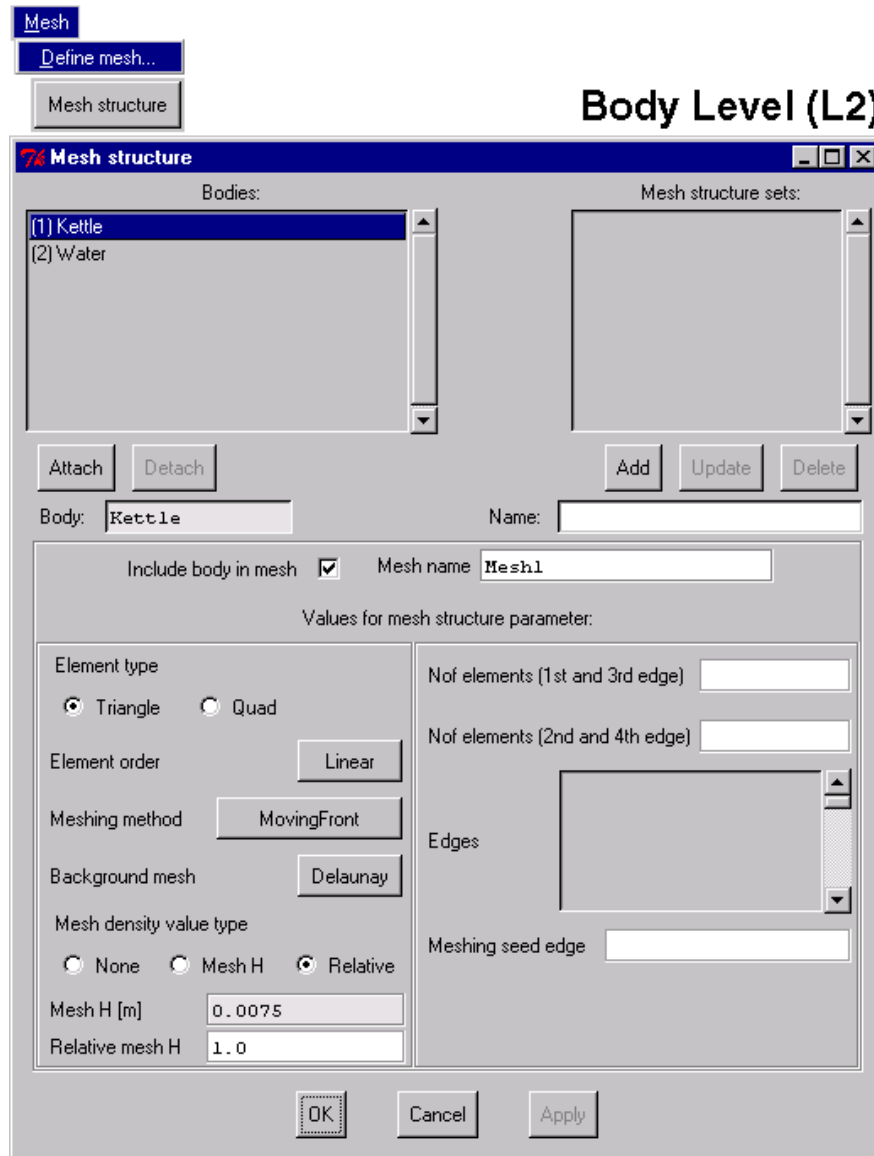 Mesh
Define mesh...
Mesh structure
Body Level (L2)
Mesh structure
Bodies:
Mesh structure sets:
(1) Kettle
(2) Water
Attach
Detach
Add
Update
Delete
Body:
Kettle
Name:
Include body in mesh
Mesh name
Mesh1
Values for mesh structure parameter:
Element type
Triangle
Quad
Element order
Linear
Meshing method
MovingFront
Background mesh
Delaunay
Mesh density value type
None
Mesh H
Relative
Mesh H [m]
0.0075
Relative mesh H
1.0
Nof elements (1st and 3rd edge)
Nof elements (2nd and 4th edge)
Edges
Meshing seed edge
OK
Cancel
Apply